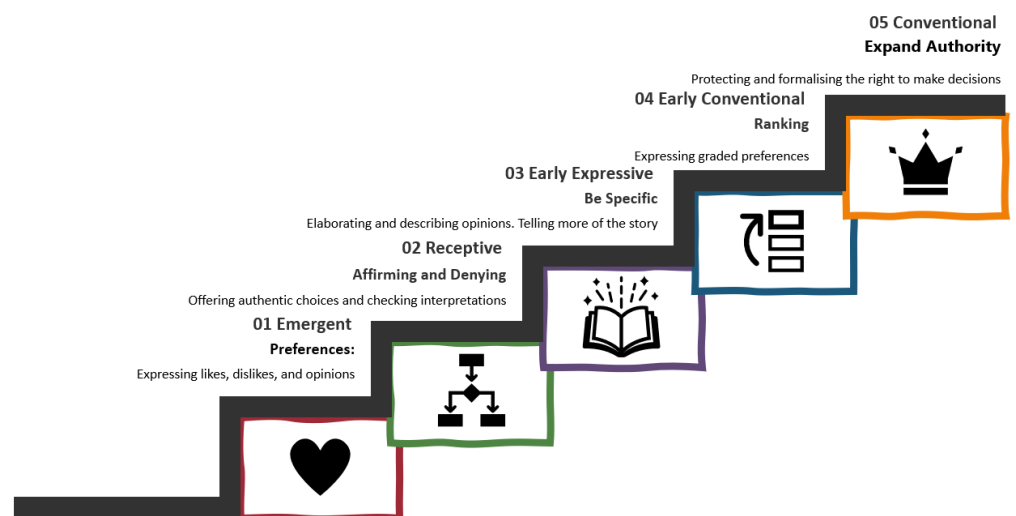 05 Conventional
Expand Authority
Protecting and formalising the right to make decisions
04 Early Conventional
Ranking
Expressing graded preferences
03 Early Expressive
Be Specific
Elaborating and describing opinions. Telling more of the story
02 Receptive
Affirming and Denying
Offering authentic choices and checking interpretations
01 Emergent
Preferences:
Expressing likes, dislikes, and opinions